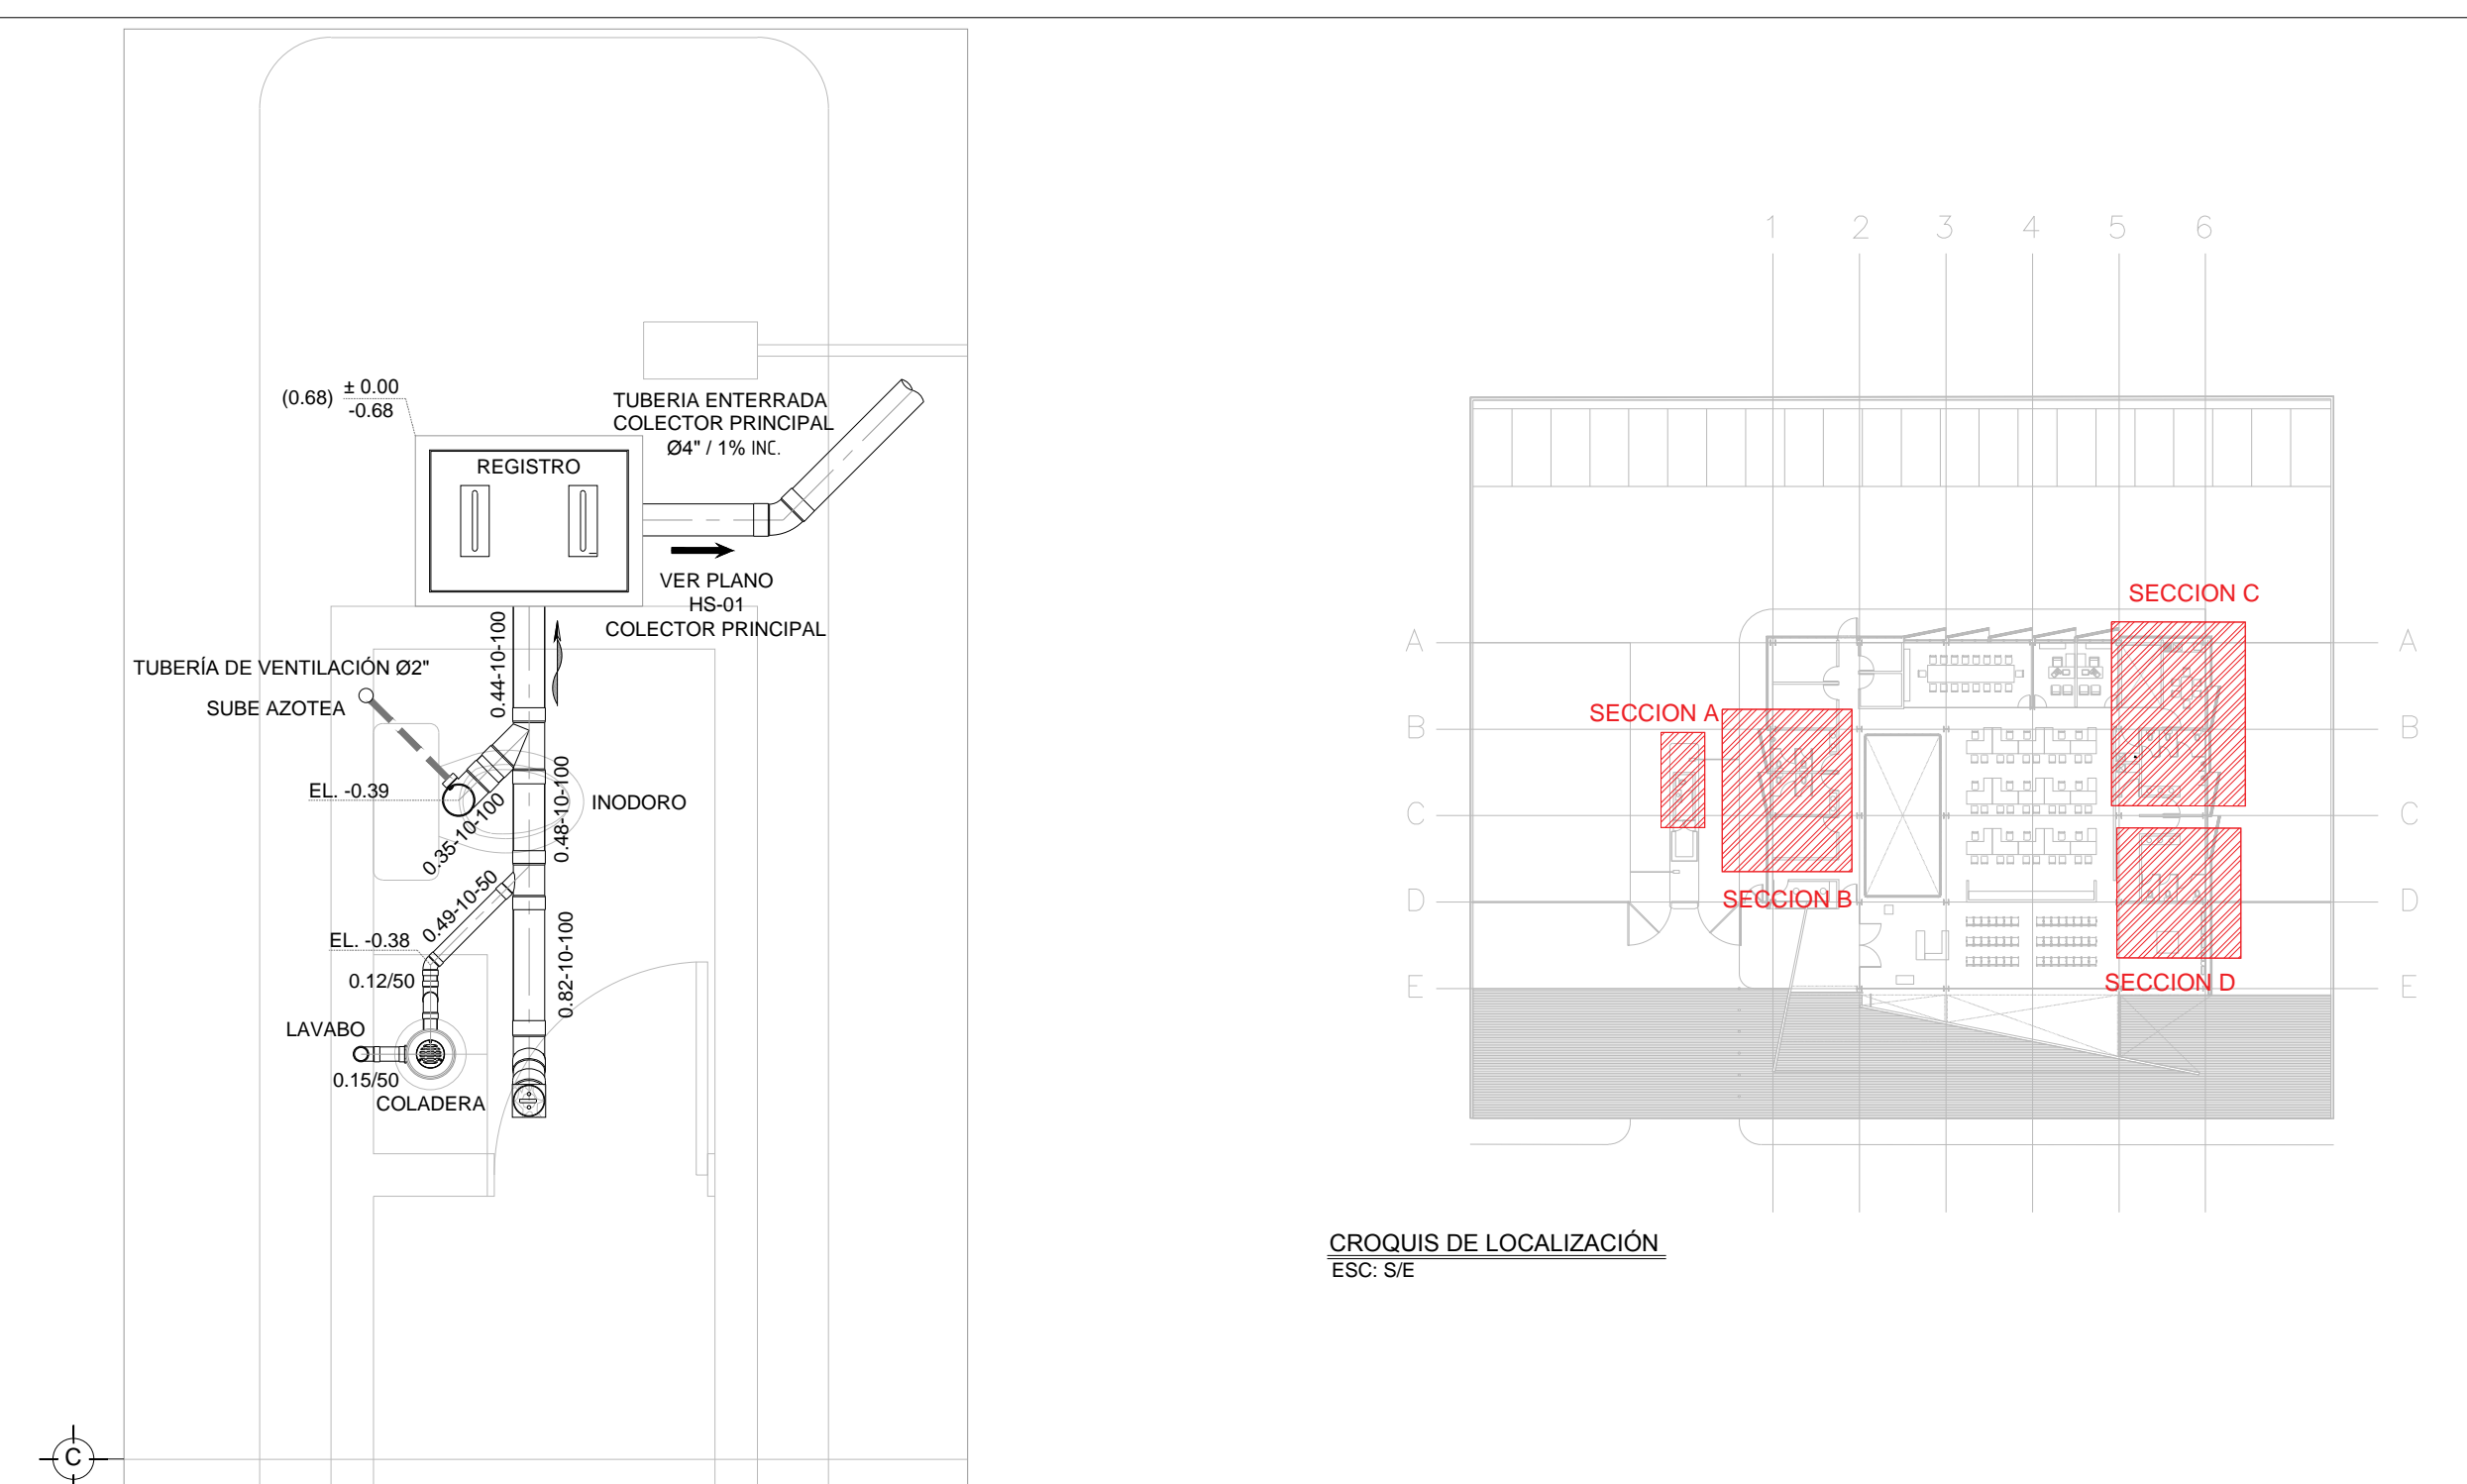 (0.68)
± 0.00
-0.68
TUBERIA ENTERRADA
COLECTOR PRINCIPAL
Ø4" / 1% INC.
REGISTRO
VER PLANO
HS-01
COLECTOR PRINCIPAL
0.44-10-100
TUBERÍA DE VENTILACIÓN Ø2"
SUBE AZOTEA
EL. -0.39
0.35-10-100
0.48-10-100
INODORO
0.49-10-50
EL. -0.38
0.12/50
0.82-10-100
LAVABO
0.15/50
COLADERA
C
1 2 3 4 5 6
SECCION C
A A
SECCION A
B B
C C
SECCION B
D D
SECCION D
E E
CROQUIS DE LOCALIZACIÓN
ESC: S/E